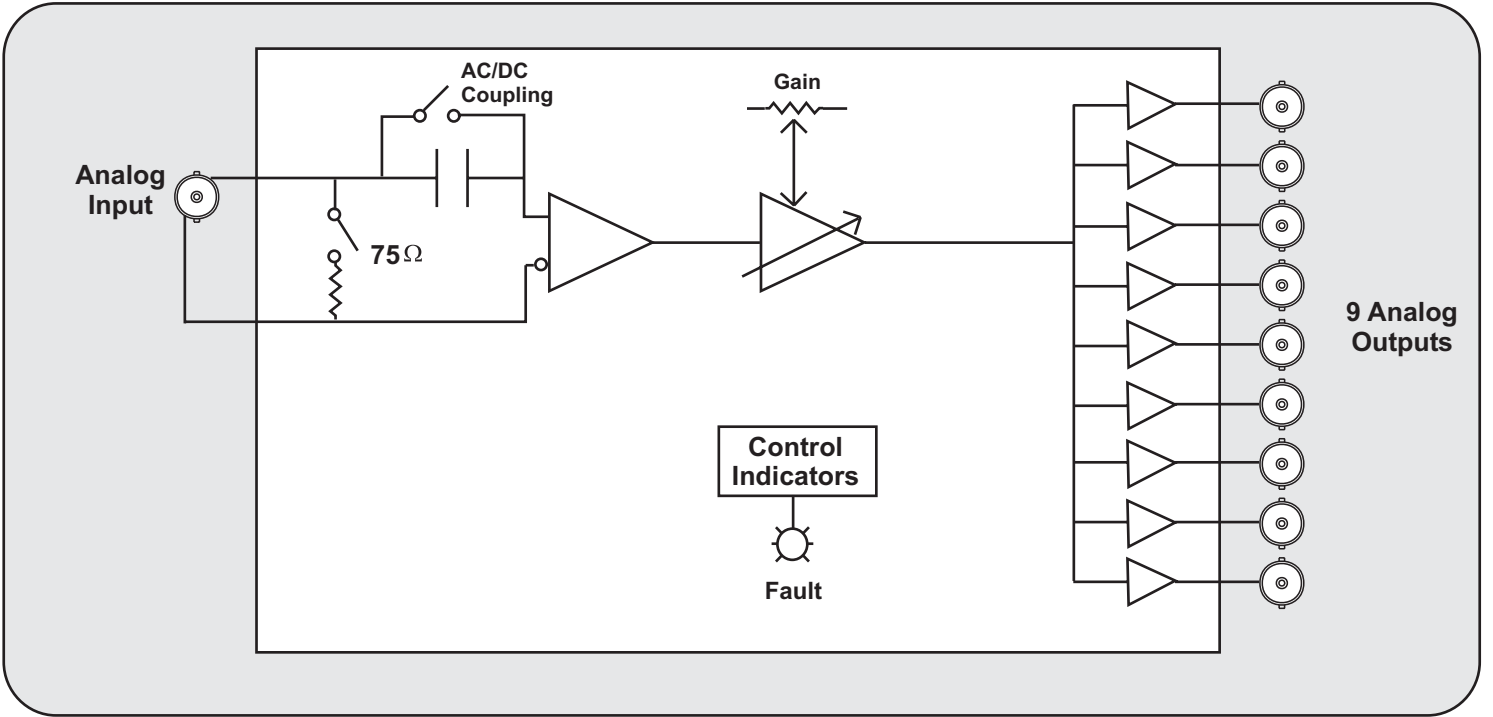 AC/DC
Coupling
Gain
Analog
Input
75Ω
9 Analog
Outputs
Control
Indicators
Fault